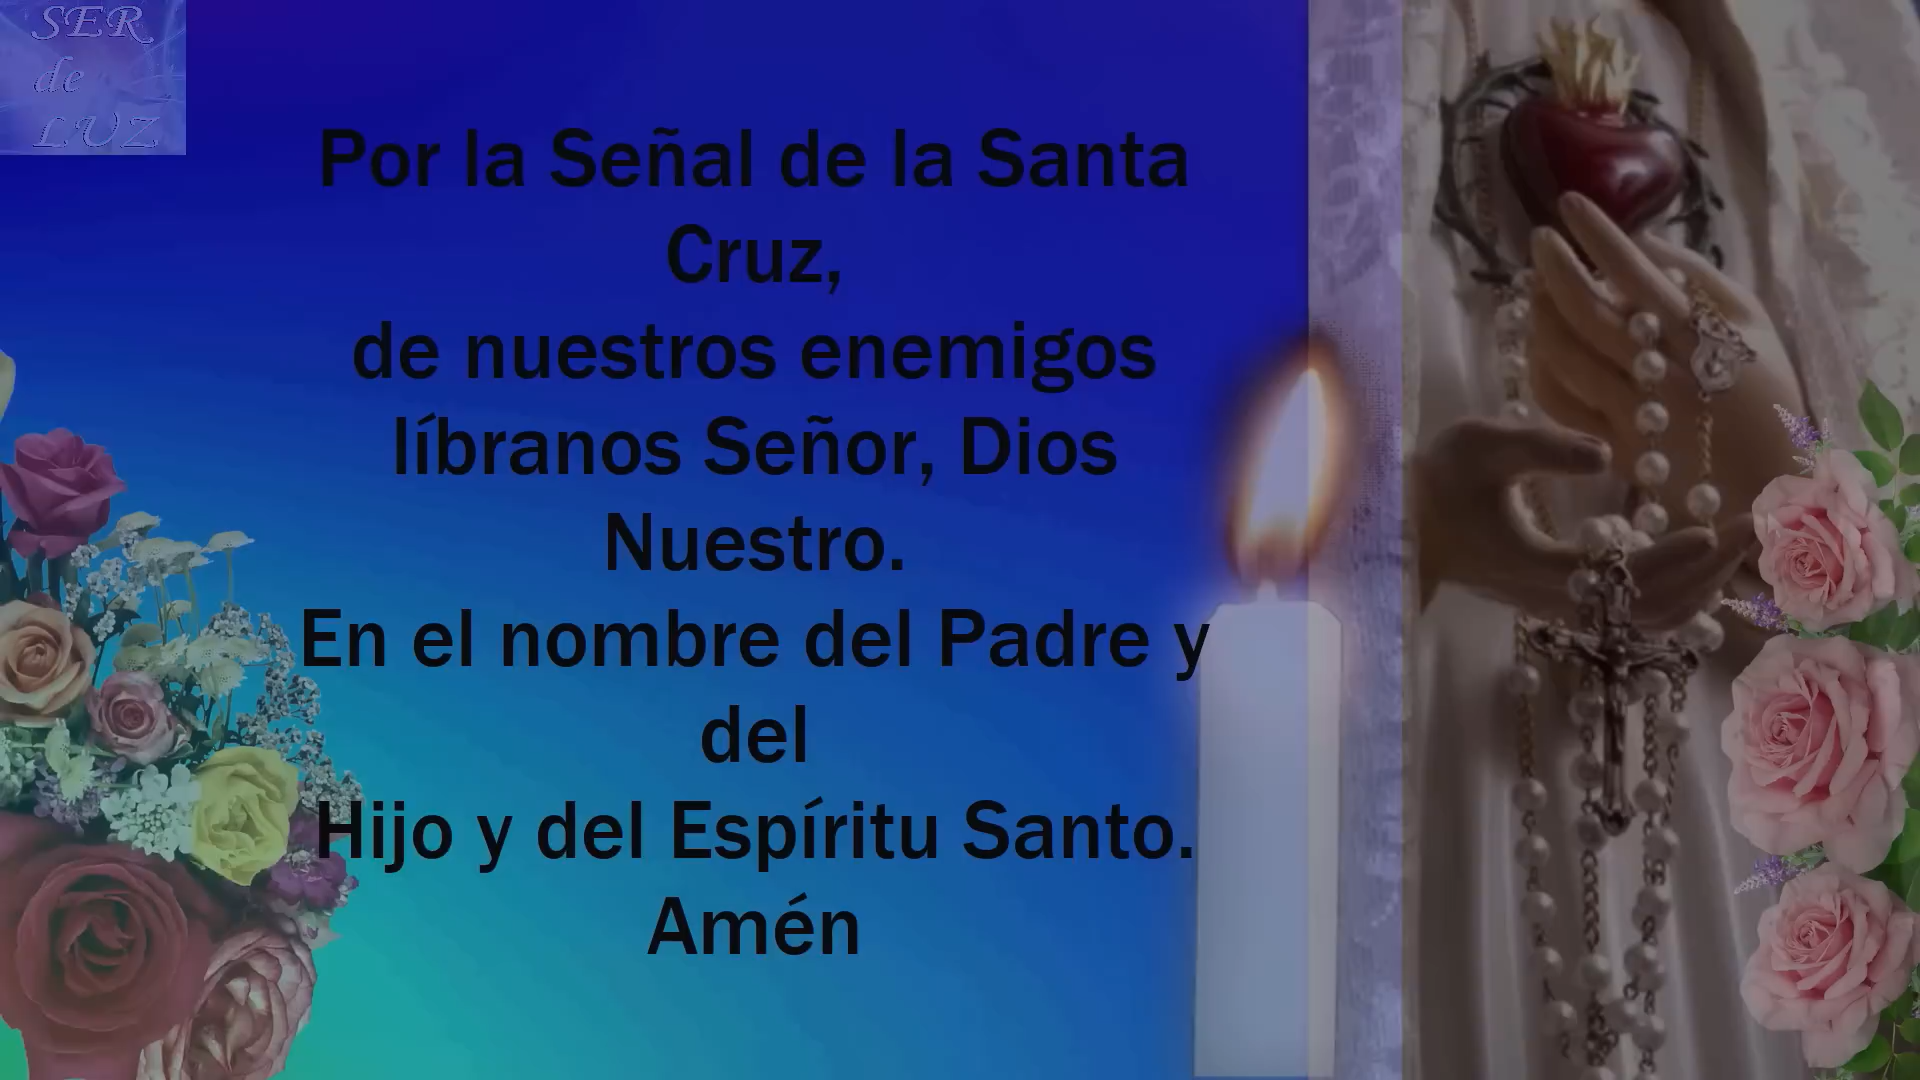 SER
de
LUZ
Por la Señal de la Santa
Cruz,
de nuestros enemigos
líbranos Señor, Dios
Nuestro.
En el nombre del Padre y
del
Hijo y del Espíritu Santo.
Amén